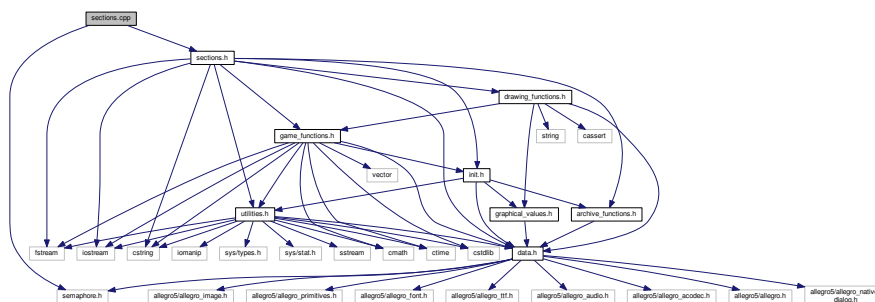 sections.cpp
sections.h
drawing_functions.h
game_functions.h
string
cassert
vector
init.h
utilities.h
graphical_values.h
archive_functions.h
fstream
iostream
cstring
iomanip
sys/types.h
sys/stat.h
sstream
cmath
ctime
cstdlib
data.h
semaphore.h
allegro5/allegro_image.h
allegro5/allegro_primitives.h
allegro5/allegro_font.h
allegro5/allegro_ttf.h
allegro5/allegro_audio.h
allegro5/allegro_acodec.h
allegro5/allegro.h
allegro5/allegro_native
dialog.h